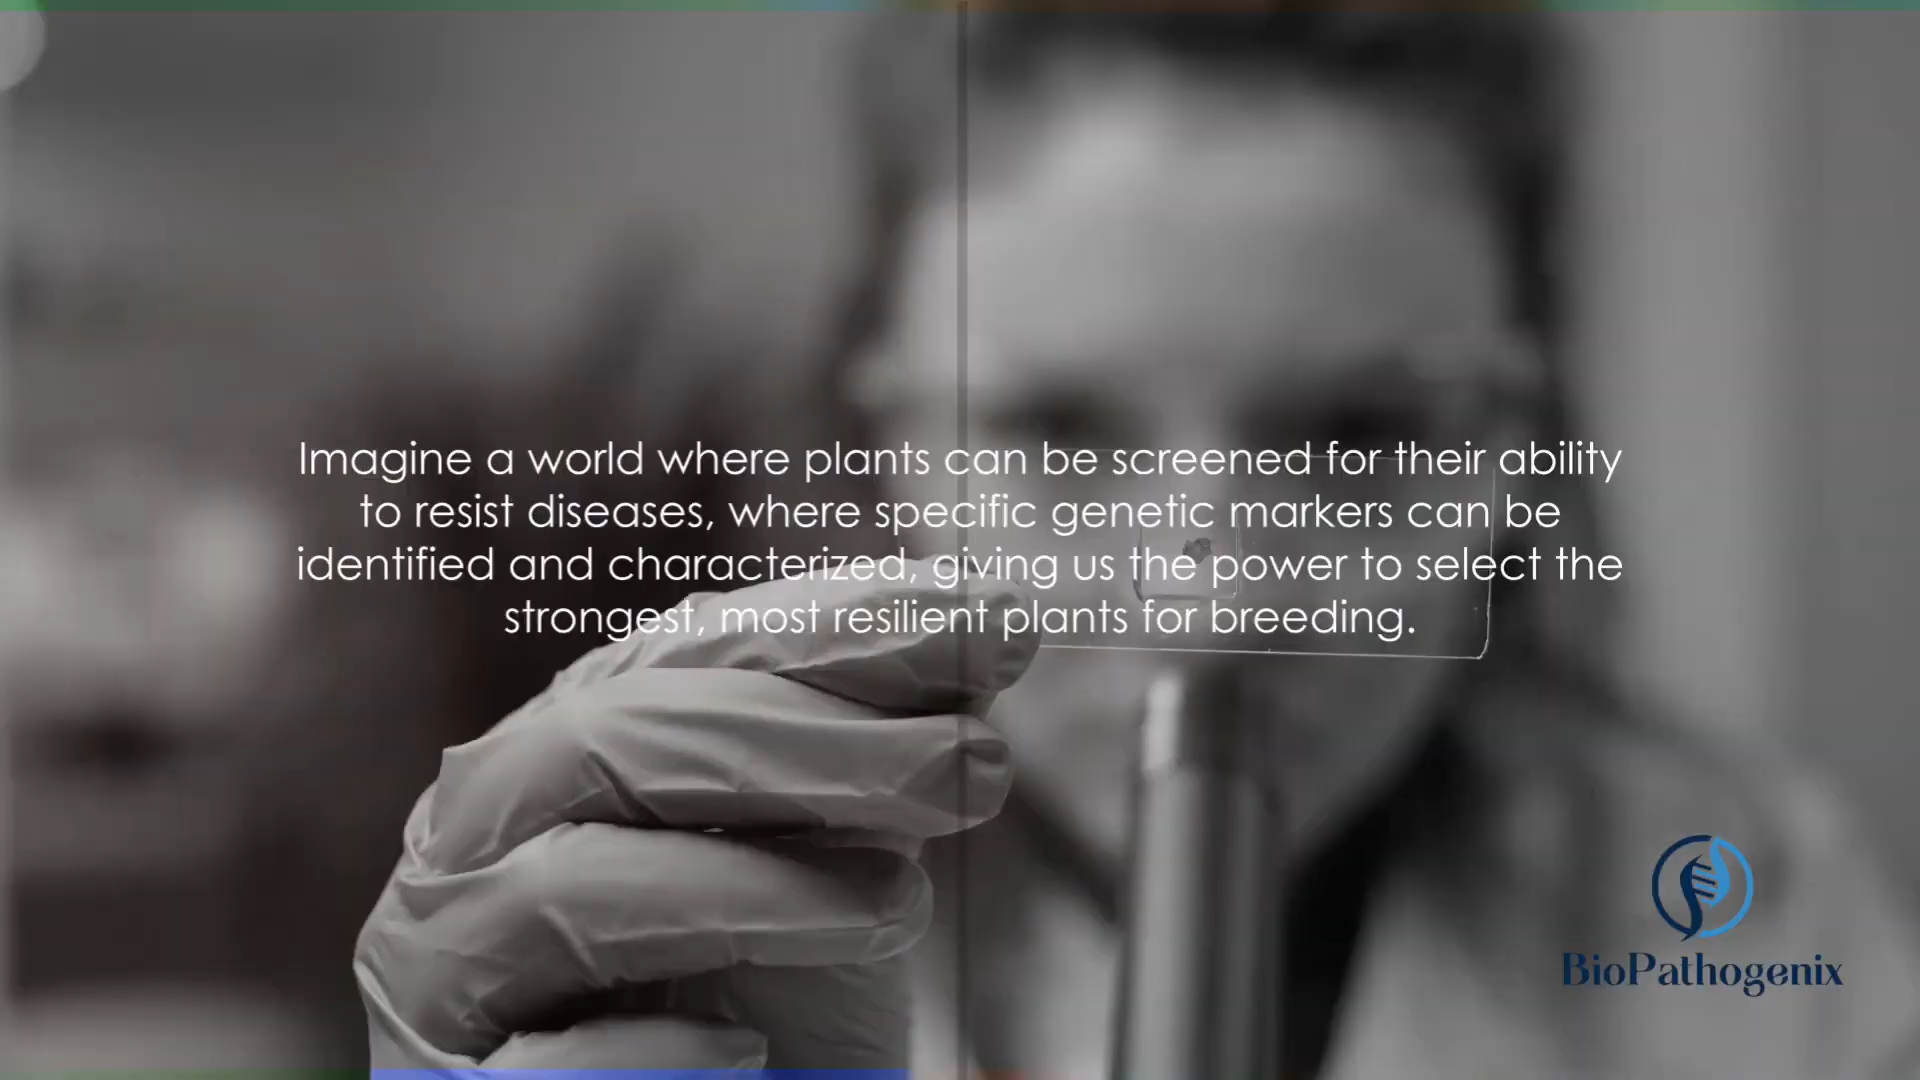 Imagine a world where plants can be screened for their ability
to resist diseases, where specific genetic markers can be
identified and characterized, giving us the power to select the
strongest, most resilient plants for breeding.
BioPathogenix